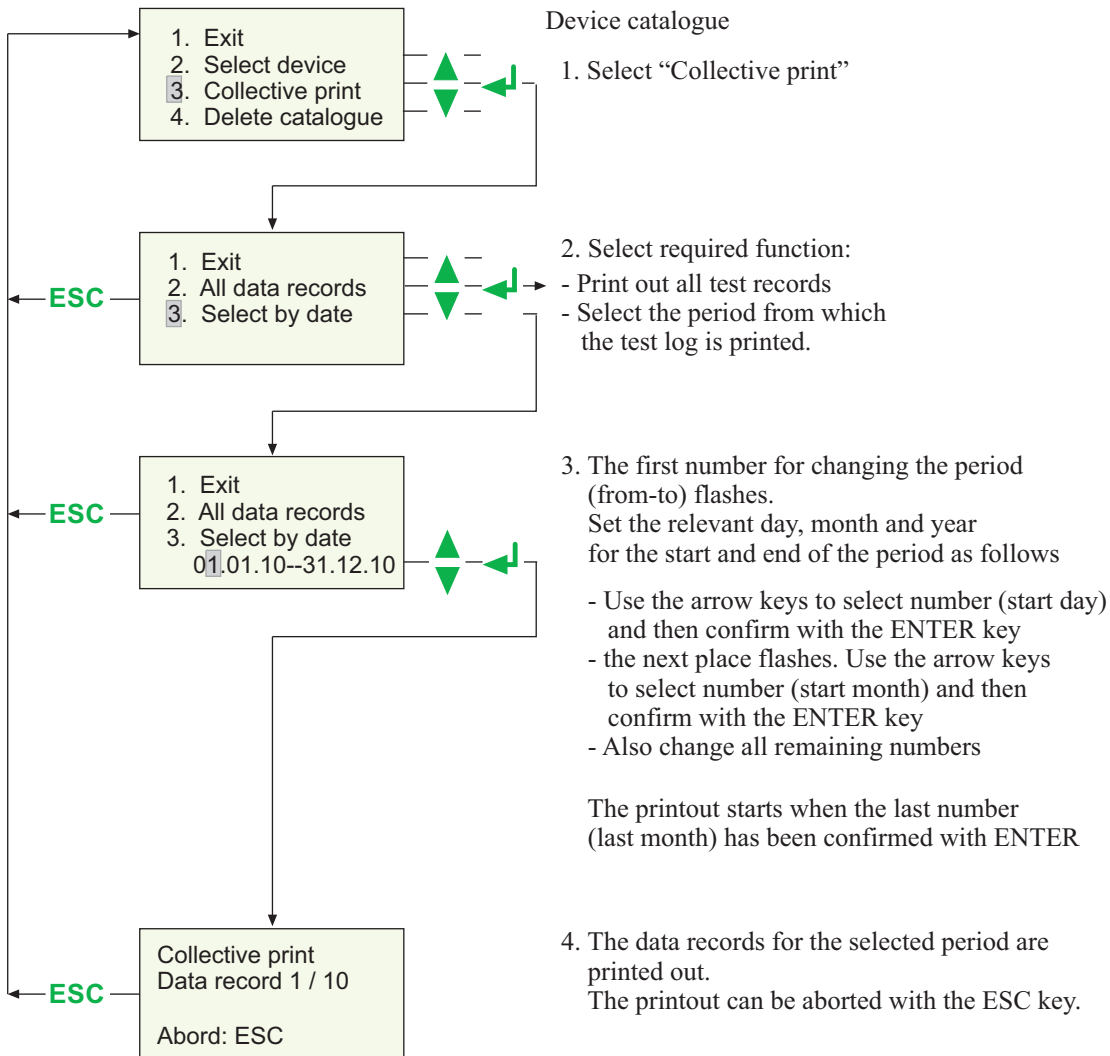 Device catalogue
1. Exit
2. Select device
3. Collective print
4. Delete catalogue
1. Select “Collective print”
1. Exit
2. All data records
3. Select by date
ESC
2. Select required function:
- Print out all test records
- Select the period from which
the test log is printed.
1. Exit
2. All data records
3. Select by date
01.01.10--31.12.10
ESC
3. The first number for changing the period
(from-to) flashes.
Set the relevant day, month and year
for the start and end of the period as follows
- Use the arrow keys to select number (start day)
and then confirm with the ENTER key
- the next place flashes. Use the arrow keys
to select number (start month) and then
confirm with the ENTER key
- Also change all remaining numbers
The printout starts when the last number
(last month) has been confirmed with ENTER
Collective print
Data record 1 / 10
Abord: ESC
ESC
4. The data records for the selected period are
printed out.
The printout can be aborted with the ESC key.